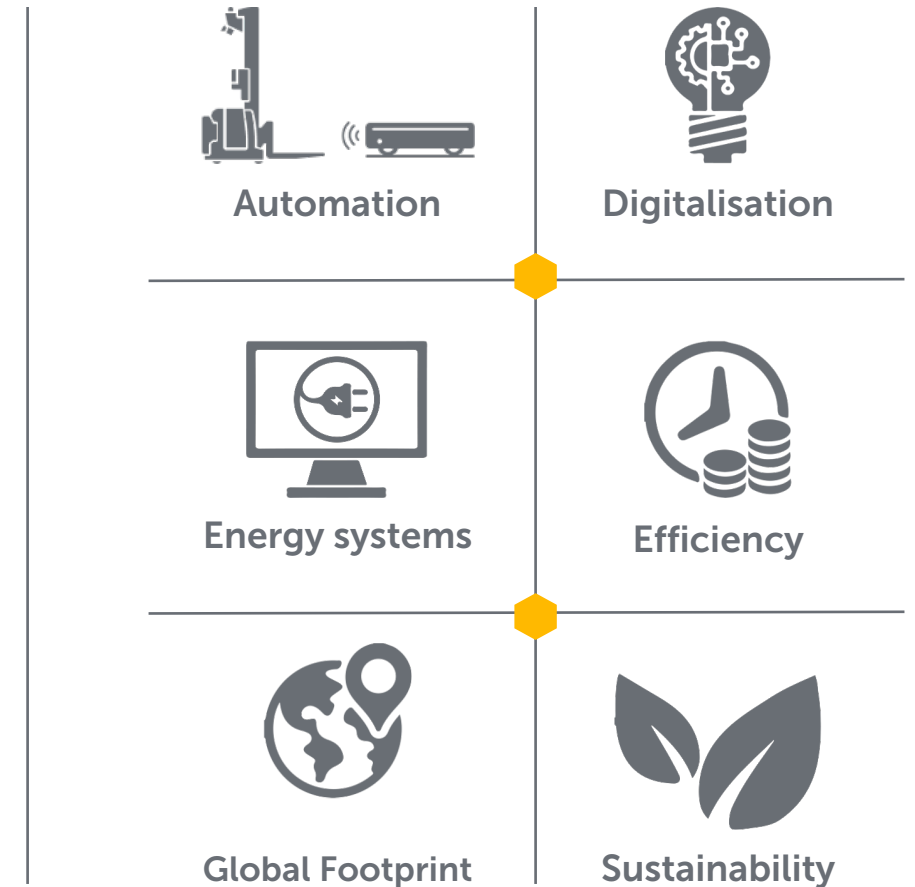 Automation
Digitalisation
Energy systems
Efficiency
Global Footprint
Sustainability